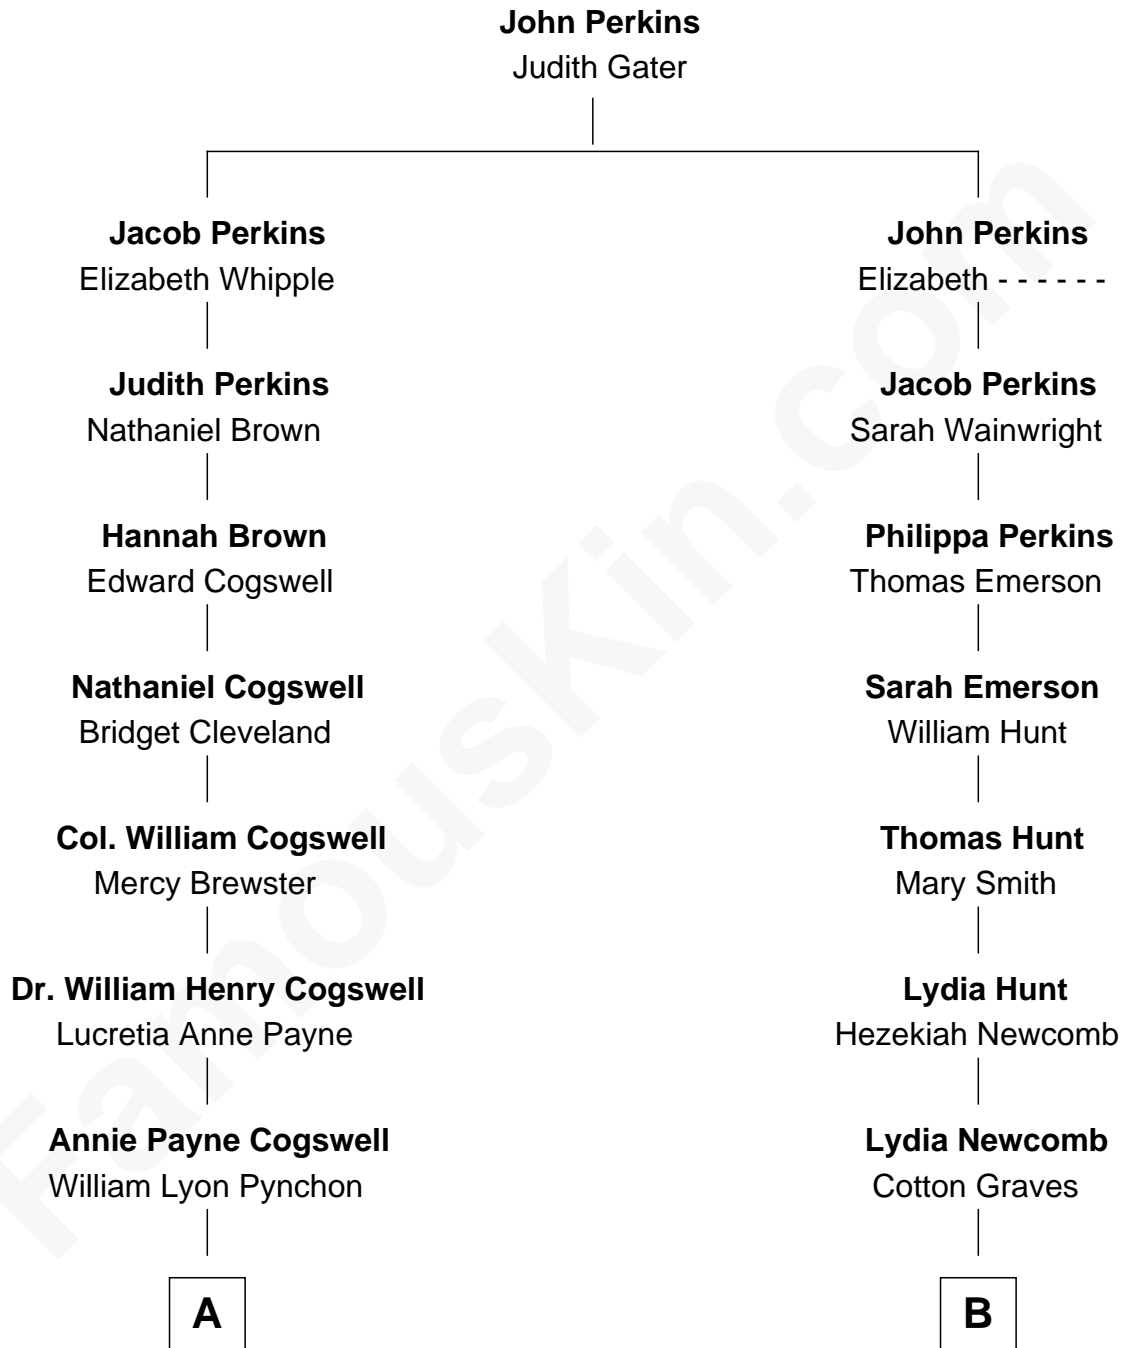 John Perkins
Judith Gater
Jacob Perkins
Elizabeth Whipple
John Perkins
Elizabeth - - - - - -
Judith Perkins
Nathaniel Brown
Jacob Perkins
Sarah Wainwright
Hannah Brown
Edward Cogswell
Philippa Perkins
Thomas Emerson
Nathaniel Cogswell
Bridget Cleveland
Sarah Emerson
William Hunt
Col. William Cogswell
Mercy Brewster
Thomas Hunt
Mary Smith
Dr. William Henry Cogswell
Lucretia Anne Payne
Lydia Hunt
Hezekiah Newcomb
Annie Payne Cogswell
William Lyon Pynchon
Lydia Newcomb
Cotton Graves
A
B
FamousKin.com